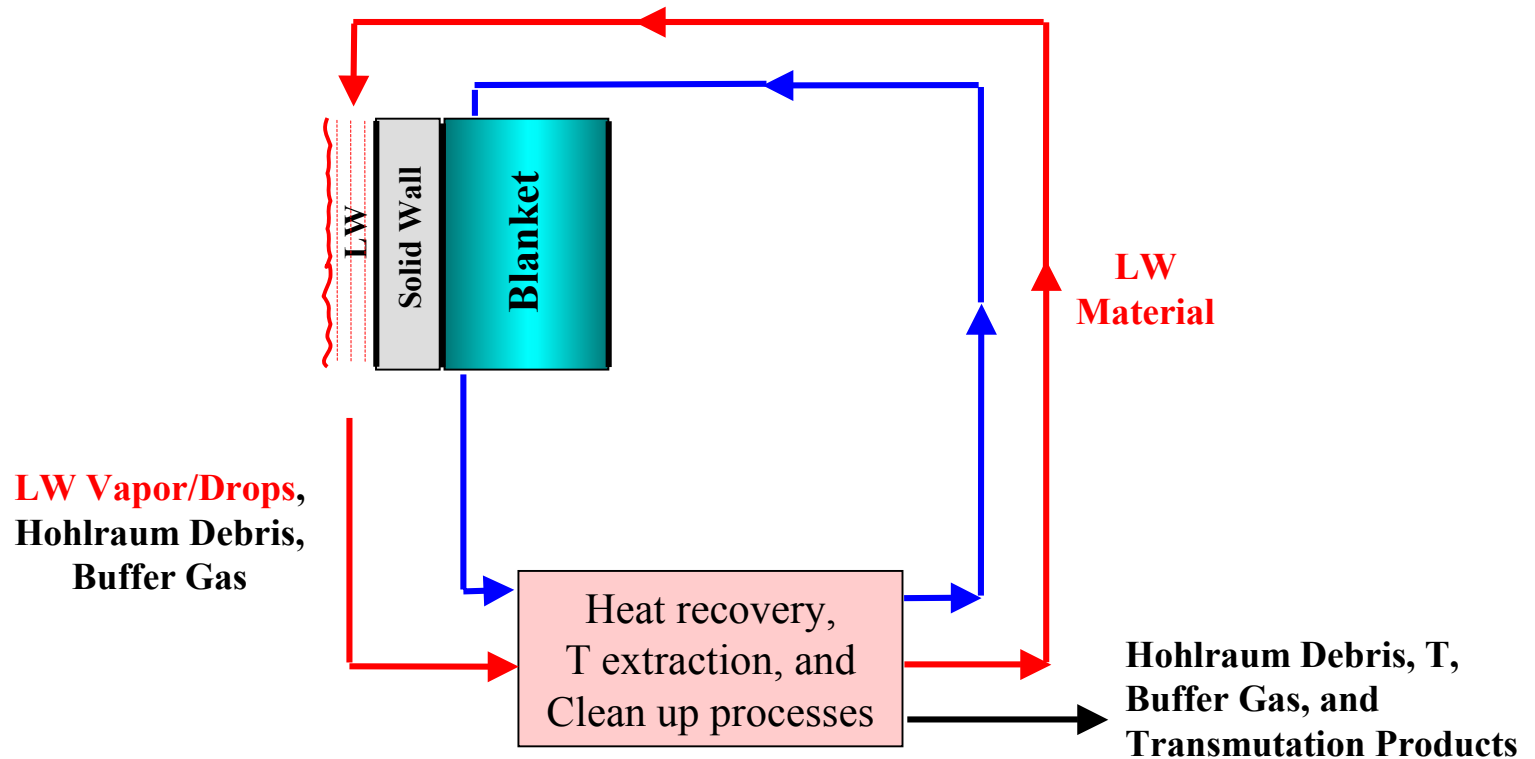 LW
Solid Wall
Blanket
LW
Material
LW Vapor/Drops,
Hohlraum Debris,
Buffer Gas
Heat recovery,
T extraction, and
Clean up processes
Hohlraum Debris, T,
Buffer Gas, and
Transmutation Products